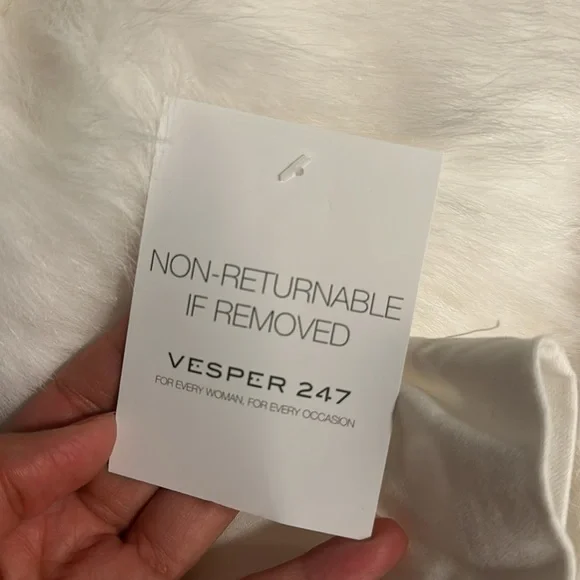 NON-RETURNABLE
IF REMOVED
VESPER 247
FOR EVERY WOMAN, FOR EVERY OCCASION